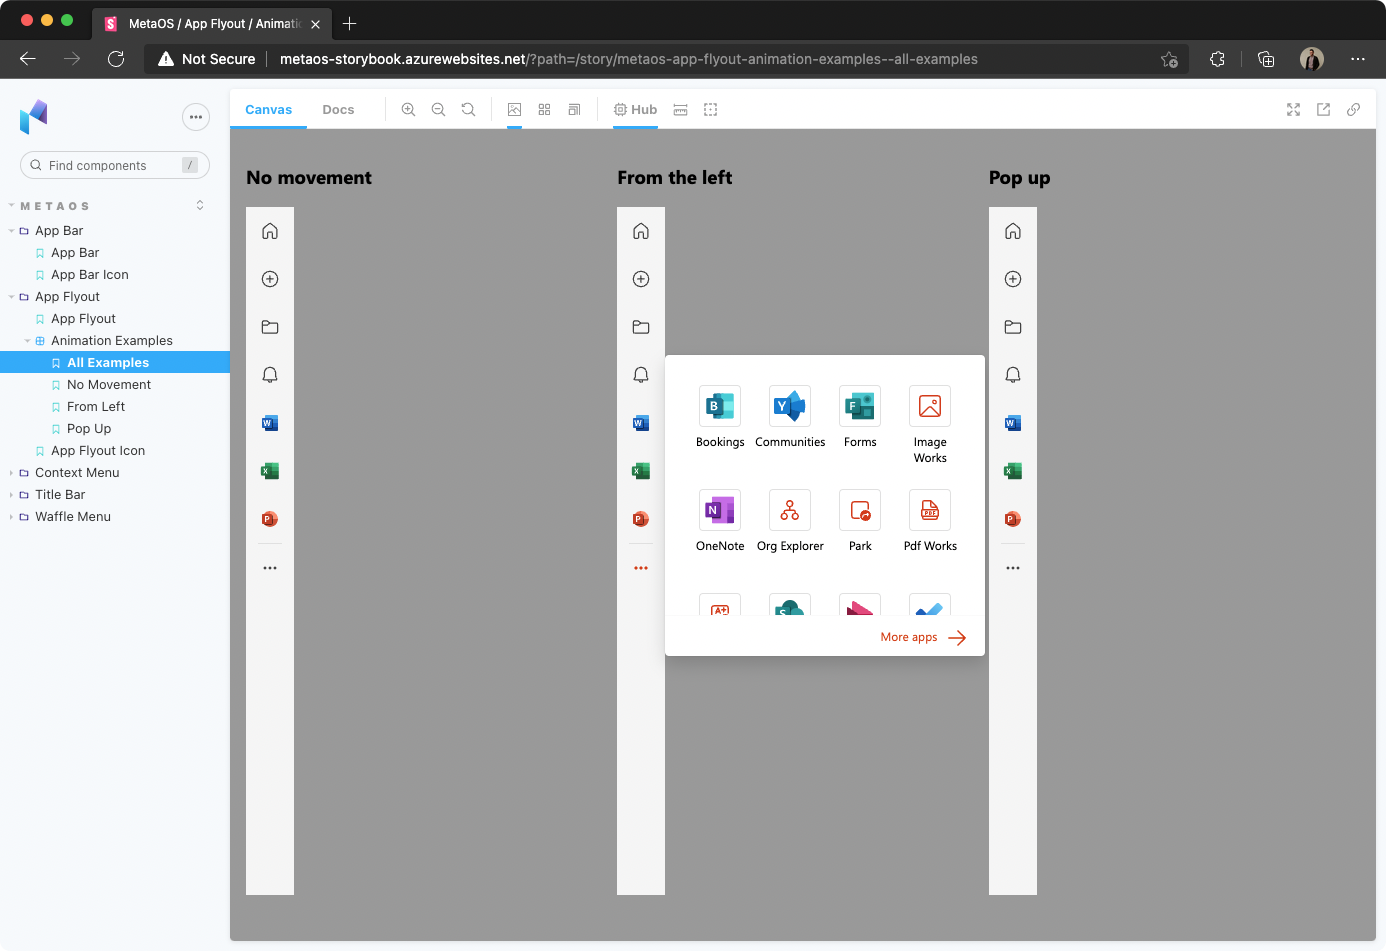 MetaOS / App Flyout / Animati
Not Secure
metaos-storybook.azurewebsites.net/?path=/story/metaos-app-flyout-animation-examples--all-examples
Canvas
Docs
Hub
Find components
/
METAOS
App Bar
App Bar
App Bar Icon
App Flyout
App Flyout
Animation Examples
All Examples
No Movement
From Left
Pop Up
App Flyout Icon
Context Menu
Title Bar
Waffle Menu
No movement
W
X
P
From the left
W
X
P
B
Bookings
Y
Communities
F
Forms
Image
Works
N
OneNote
Org Explorer
Park
PDF
Pdf Works
A+
S
More apps
Pop up
W
X
P